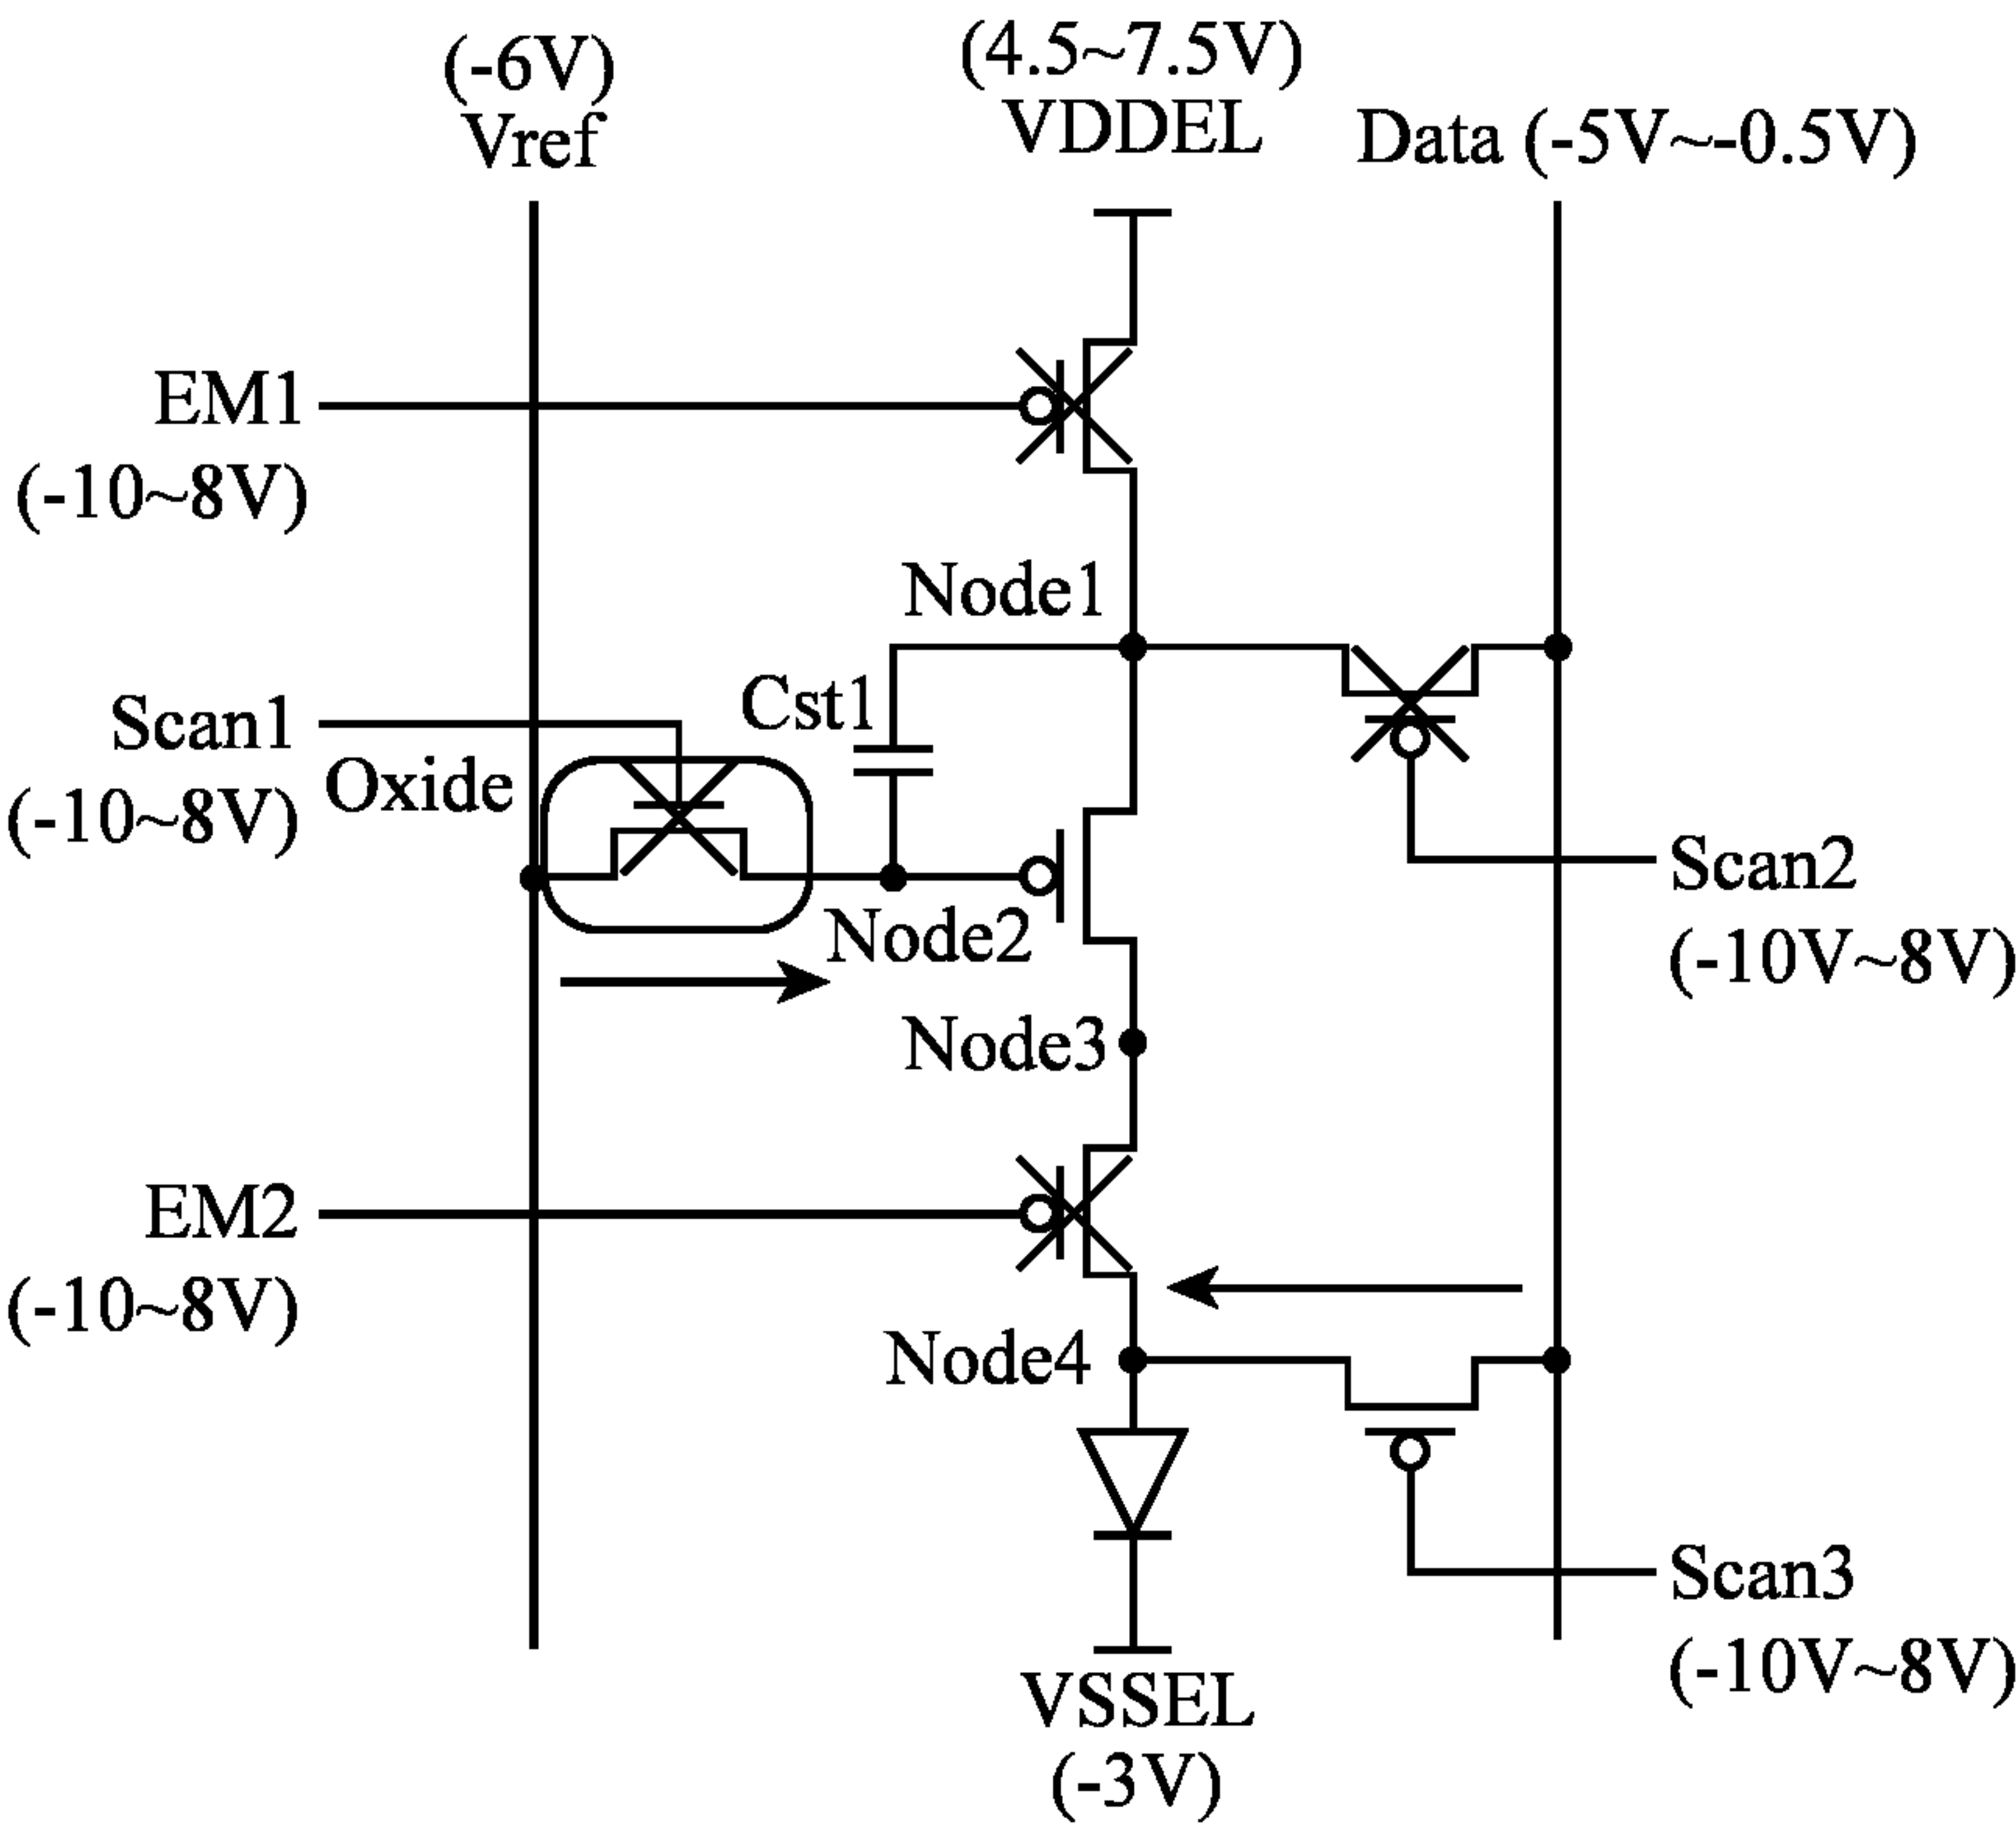 (-6V)
Vref
(4.5~7.5V)
VDDEL
Data (-5V~-0.5V)
EM1
(-10~8V)
Node1
Scan1
(-10~8V)
Oxide
Cst1
Node2
Scan2
(-10V~8V)
Node3
EM2
(-10~8V)
Node4
Scan3
(-10V~8V)
VSSEL
(-3V)